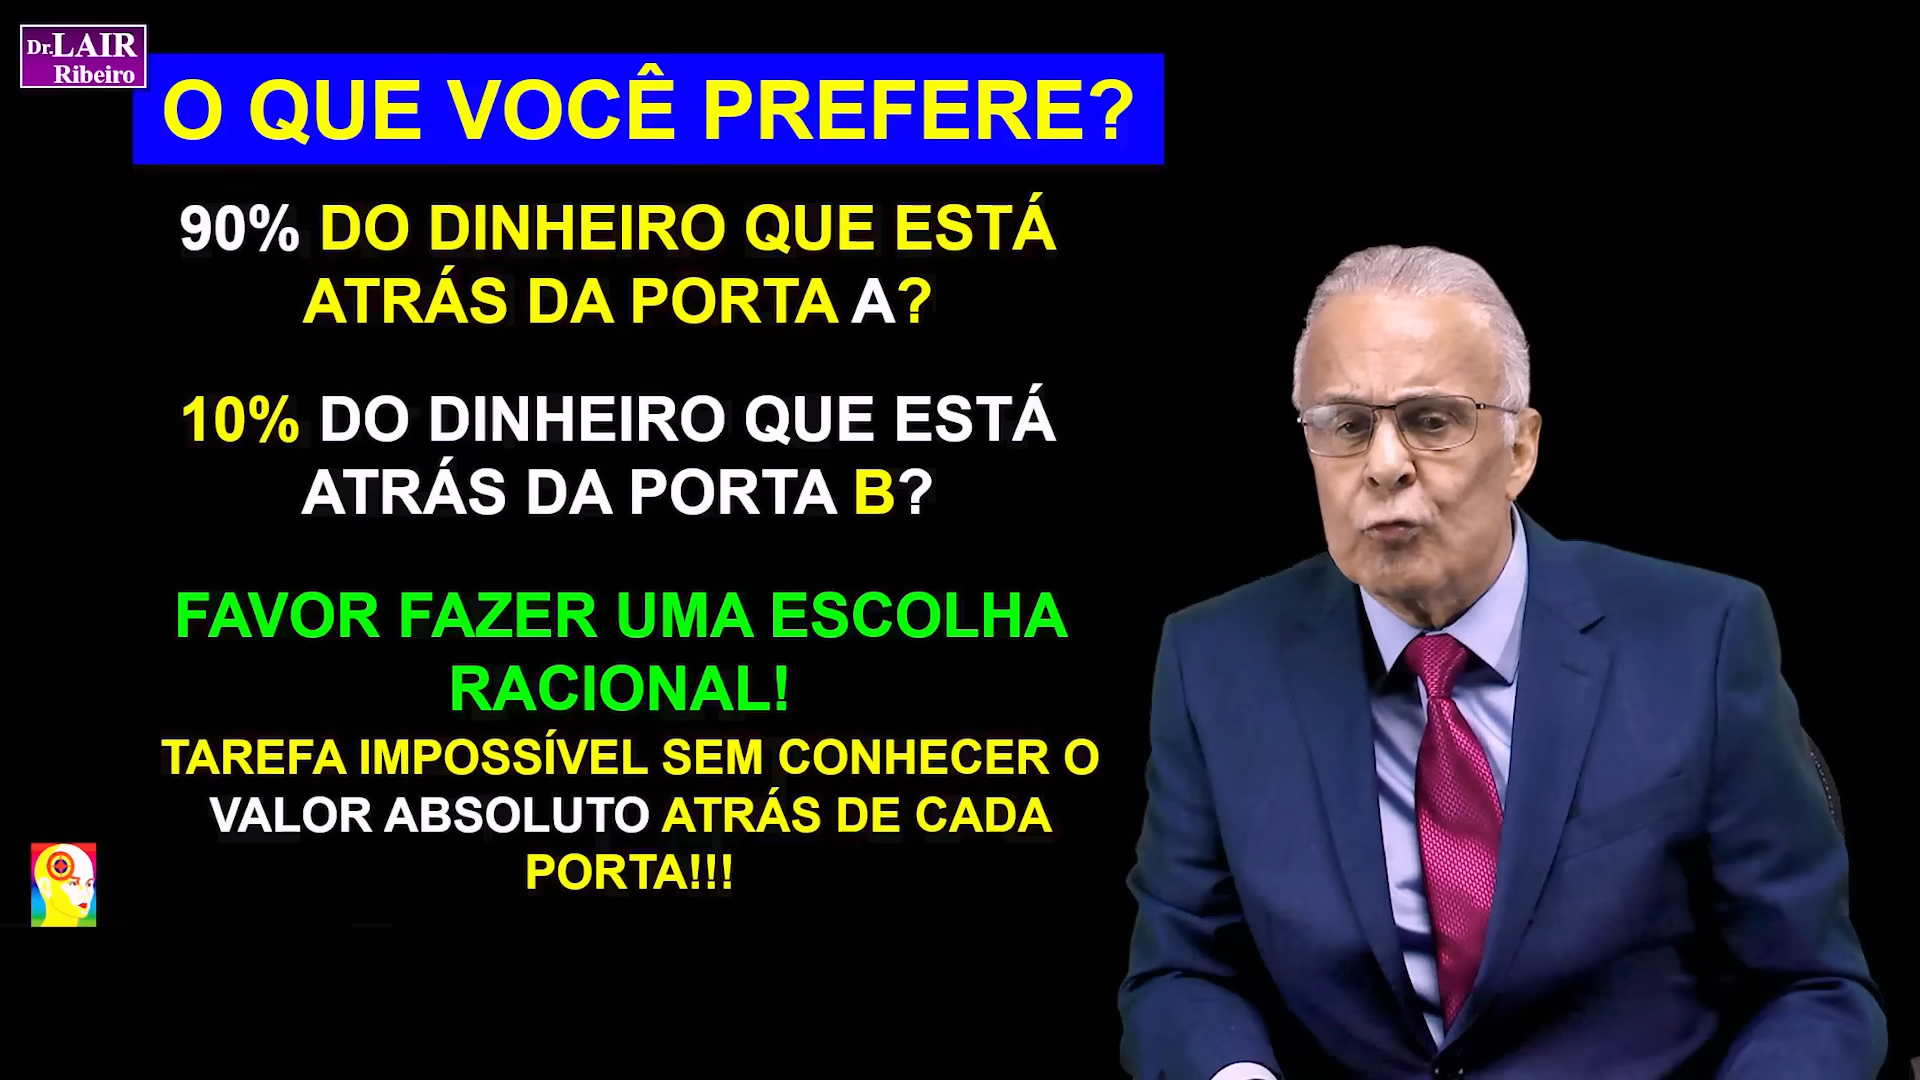 Dr.LAIR
Ribeiro
O QUE VOCÊ PREFERE?
90% DO DINHEIRO QUE ESTÁ
ATRÁS DA PORTA A?
10% DO DINHEIRO QUE ESTÁ
ATRÁS DA PORTA B?
FAVOR FAZER UMA ESCOLHA
RACIONAL!
TAREFA IMPOSSÍVEL SEM CONHECER O
VALOR ABSOLUTO ATRÁS DE CADA
PORTA!!!